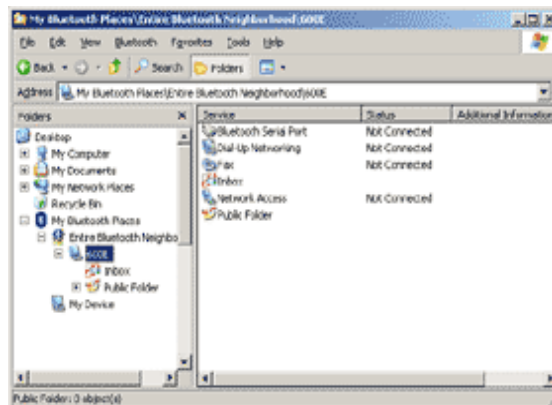 My Bluetooth Places\Entire Bluetooth Neighborhood\600E
File Edit View Bluetooth Favorites Tools Help
Back Search Folders
Address My Bluetooth Places\Entire Bluetooth Neighborhood\600E
Folders Service Status Additional Information
Desktop
My Computer
My Documents
My Network Places
Recycle Bin
My Bluetooth Places
Entire Bluetooth Neighbo
600E
Inbox
Public Folder
My Device
Bluetooth Serial Port Not Connected
Dial-Up Networking Not Connected
Fax Not Connected
Inbox
Network Access Not Connected
Public Folder
Public Folder: 3 object(s)